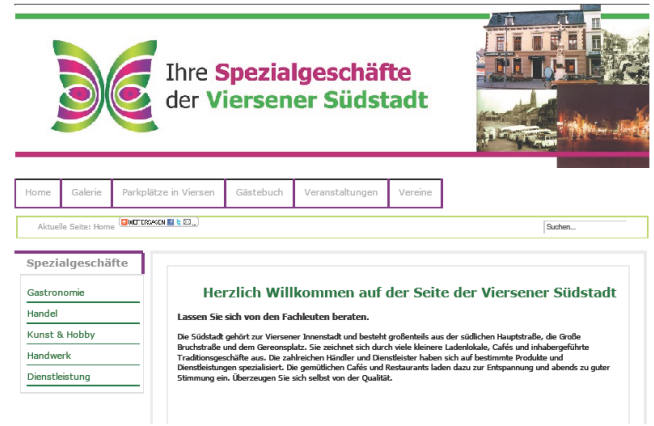 Ihre Spezialgeschäfte
der Viersener Südstadt
Home Galerie Parkplätze in Viersen Gästebuch Veranstaltungen Vereine
Aktuelle Seite: Home WEITERSAGEN Suchen...
Spezialgeschäfte
Gastronomie
Handel
Kunst & Hobby
Handwerk
Dienstleistung
Herzlich Willkommen auf der Seite der Viersener Südstadt
Lassen Sie sich von den Fachleuten beraten.
Die Südstadt gehört zur Viersener Innenstadt und besteht großenteils aus der südlichen Hauptstraße, die Große
Bruchstraße und dem Gereonsplatz. Sie zeichnet sich durch viele kleinere Ladenlokale, Cafés und inhabergeführte
Traditionsgeschäfte aus. Die zahlreichen Händler und Dienstleister haben sich auf bestimmte Produkte und
Dienstleistungen spezialisiert. Die gemütlichen Cafés und Restaurants laden dazu zur Entspannung und abends zu guter
Stimmung ein. Überzeugen Sie sich selbst von der Qualität.